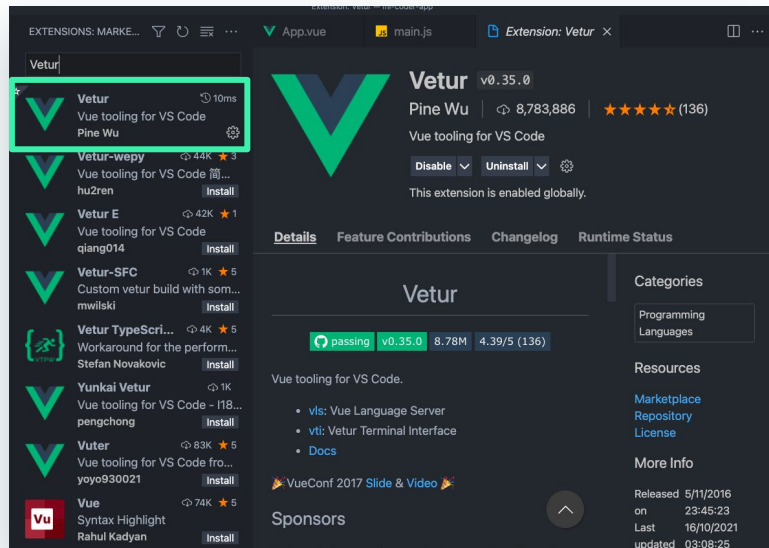 Extension: Vetur — mr-coder-app
EXTENSIONS: MARKE...
Vetur
Vetur 10ms
Vue tooling for VS Code
Pine Wu
Vetur-wepy 44K ★ 3
Vue tooling for VS Code 简...
hu2ren Install
Vetur E 42K ★ 1
Vue tooling for VS Code
qiang014 Install
Vetur-SFC 1K ★ 5
Custom vetur build with som...
mwilski Install
Vetur TypeScri... 4K ★ 5
Workaround for the perform...
Stefan Novakovic Install
VTPW
Yunkai Vetur 1K
Vue tooling for VS Code - I18...
pengchong Install
Vuter 83K ★ 5
Vue tooling for VS Code fro...
yoyo930021 Install
Vu
Vue 74K ★ 5
Syntax Highlight
Rahul Kadyan Install
App.vue JS main.js Extension: Vetur ×
Vetur v0.35.0
Pine Wu | 8,783,886 | ★★★★★ (136)
Vue tooling for VS Code
Disable Uninstall
This extension is enabled globally.
Details Feature Contributions Changelog Runtime Status
Vetur
passing v0.35.0 8.78M 4.39/5 (136)
Vue tooling for VS Code.
• vls: Vue Language Server
• vti: Vetur Terminal Interface
• Docs
🎉VueConf 2017 Slide & Video 🎉
Sponsors
Categories
Programming
Languages
Resources
Marketplace
Repository
License
More Info
Released 5/11/2016
on 23:45:23
Last 16/10/2021
updated 03:08:25